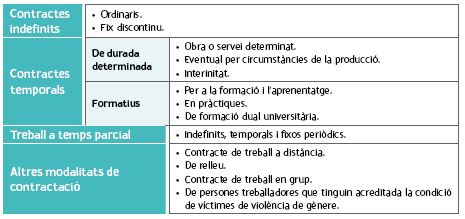 Contractes
indefinits
• Ordinaris.
• Fix discontinu.
Contractes
temporals
De durada
determinada
• Obra o servei determinat.
• Eventual per circumstàncies de la producció.
• Interinitat.
Formatius
• Per a la formació i l'aprenentatge.
• En pràctiques.
• De formació dual universitària.
Treball a temps parcial
• Indefinits, temporals i fixos periòdics.
Altres modalitats de
contractació
• Contracte de treball a distància.
• De relleu.
• Contracte de treball en grup.
• De persones treballadores que tinguin acreditada la condició
de víctimes de violència de gènere.